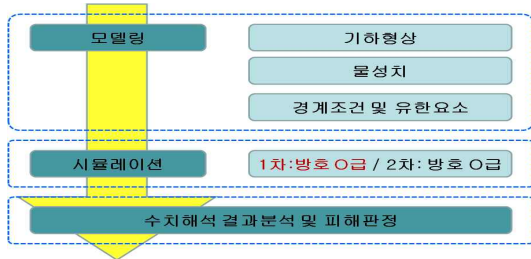 모델링
기하형상
물성치
경계조건 및 유한요소
시뮬레이션
1차:방호 O급 / 2차: 방호 O급
수치해석 결과분석 및 피해판정